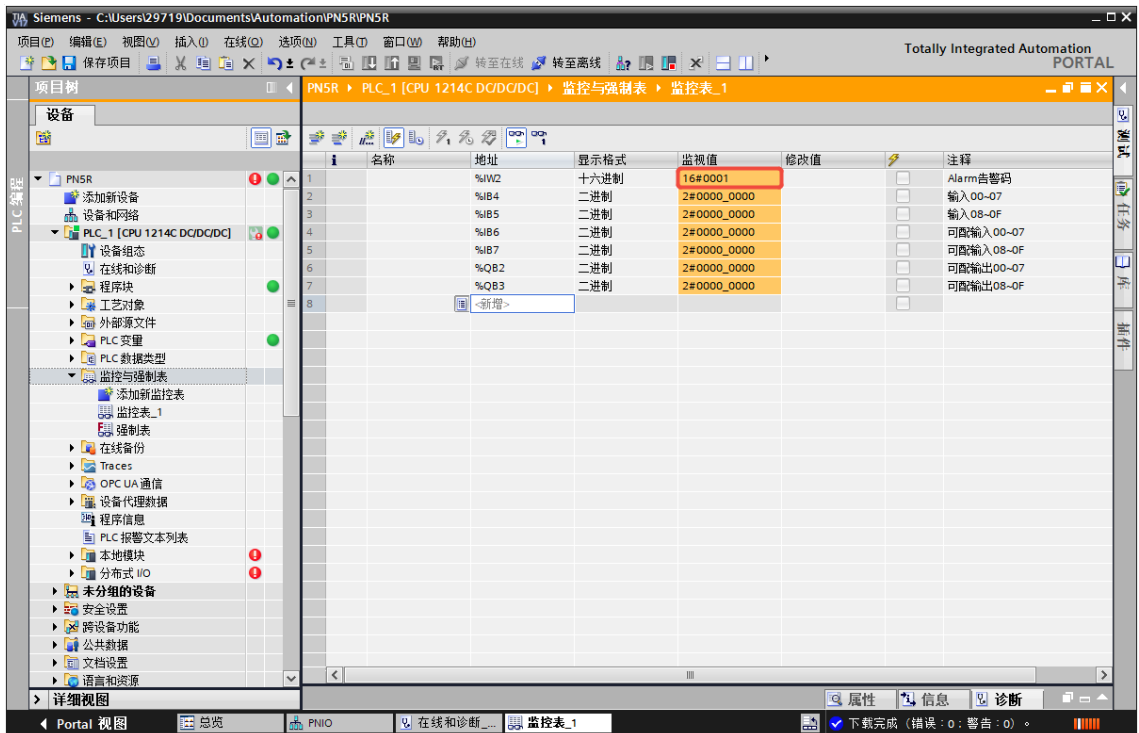 Siemens - C:\Users\29719\Documents\Automation\PN5R\PN5R
项目(P) 编辑(E) 视图(V) 插入(I) 在线(O) 选项(N) 工具(T) 窗口(W) 帮助(H)
Totally Integrated Automation
PORTAL
保存项目 转至在线 转至离线
项目树
PN5R PLC_1 [CPU 1214C DC/DC/DC] 监控与强制表 监控表_1
设备
i 名称 地址 显示格式 监视值 修改值 注释
1 %IW2 十六进制 16#0001 Alarm告警码
2 %IB4 二进制 2#0000_0000 输入00~07
3 %IB5 二进制 2#0000_0000 输入08~0F
4 %IB6 二进制 2#0000_0000 可配输入00~07
5 %IB7 二进制 2#0000_0000 可配输入08~0F
6 %QB2 二进制 2#0000_0000 可配输出00~07
7 %QB3 二进制 2#0000_0000 可配输出08~0F
8 <新增>
PN5R
添加新设备
设备和网络
PLC_1 [CPU 1214C DC/DC/DC]
设备组态
在线和诊断
程序块
工艺对象
外部源文件
PLC 变量
PLC 数据类型
监控与强制表
添加新监控表
监控表_1
强制表
在线备份
Traces
OPC UA 通信
设备代理数据
程序信息
PLC 报警文本列表
本地模块
分布式 I/O
未分组的设备
安全设置
跨设备功能
公共数据
文档设置
语言和资源
详细视图
PLC 编程
测试
任务
库
插件
属性 信息 诊断
Portal 视图 总览 PNIO 在线和诊断_... 监控表_1 下载完成（错误：0；警告：0）。